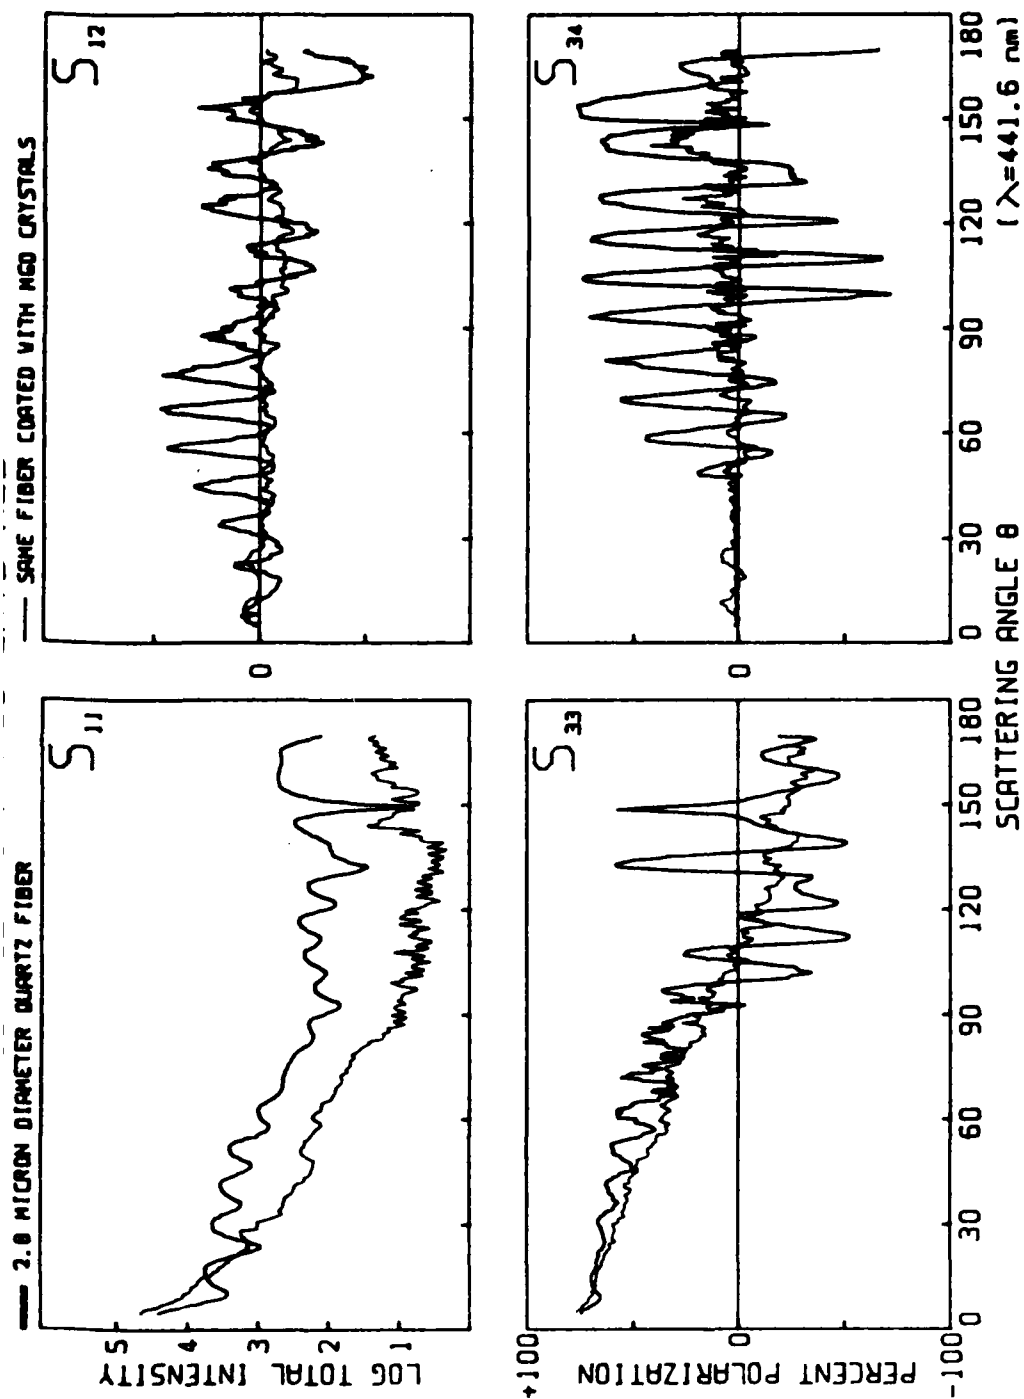 2.0 MICRON DIAMETER QUARTZ FIBER
SAME FIBER COATED WITH MGO CRYSTALS
S11
S12
LOG TOTAL INTENSITY
5
4
3
2
1
0
S33
S34
PERCENT POLARIZATION
+100
0
-100
0
0 30 60 90 120 150 180
0 30 60 90 120 150 180
SCATTERING ANGLE θ
(λ=441.6 nm)